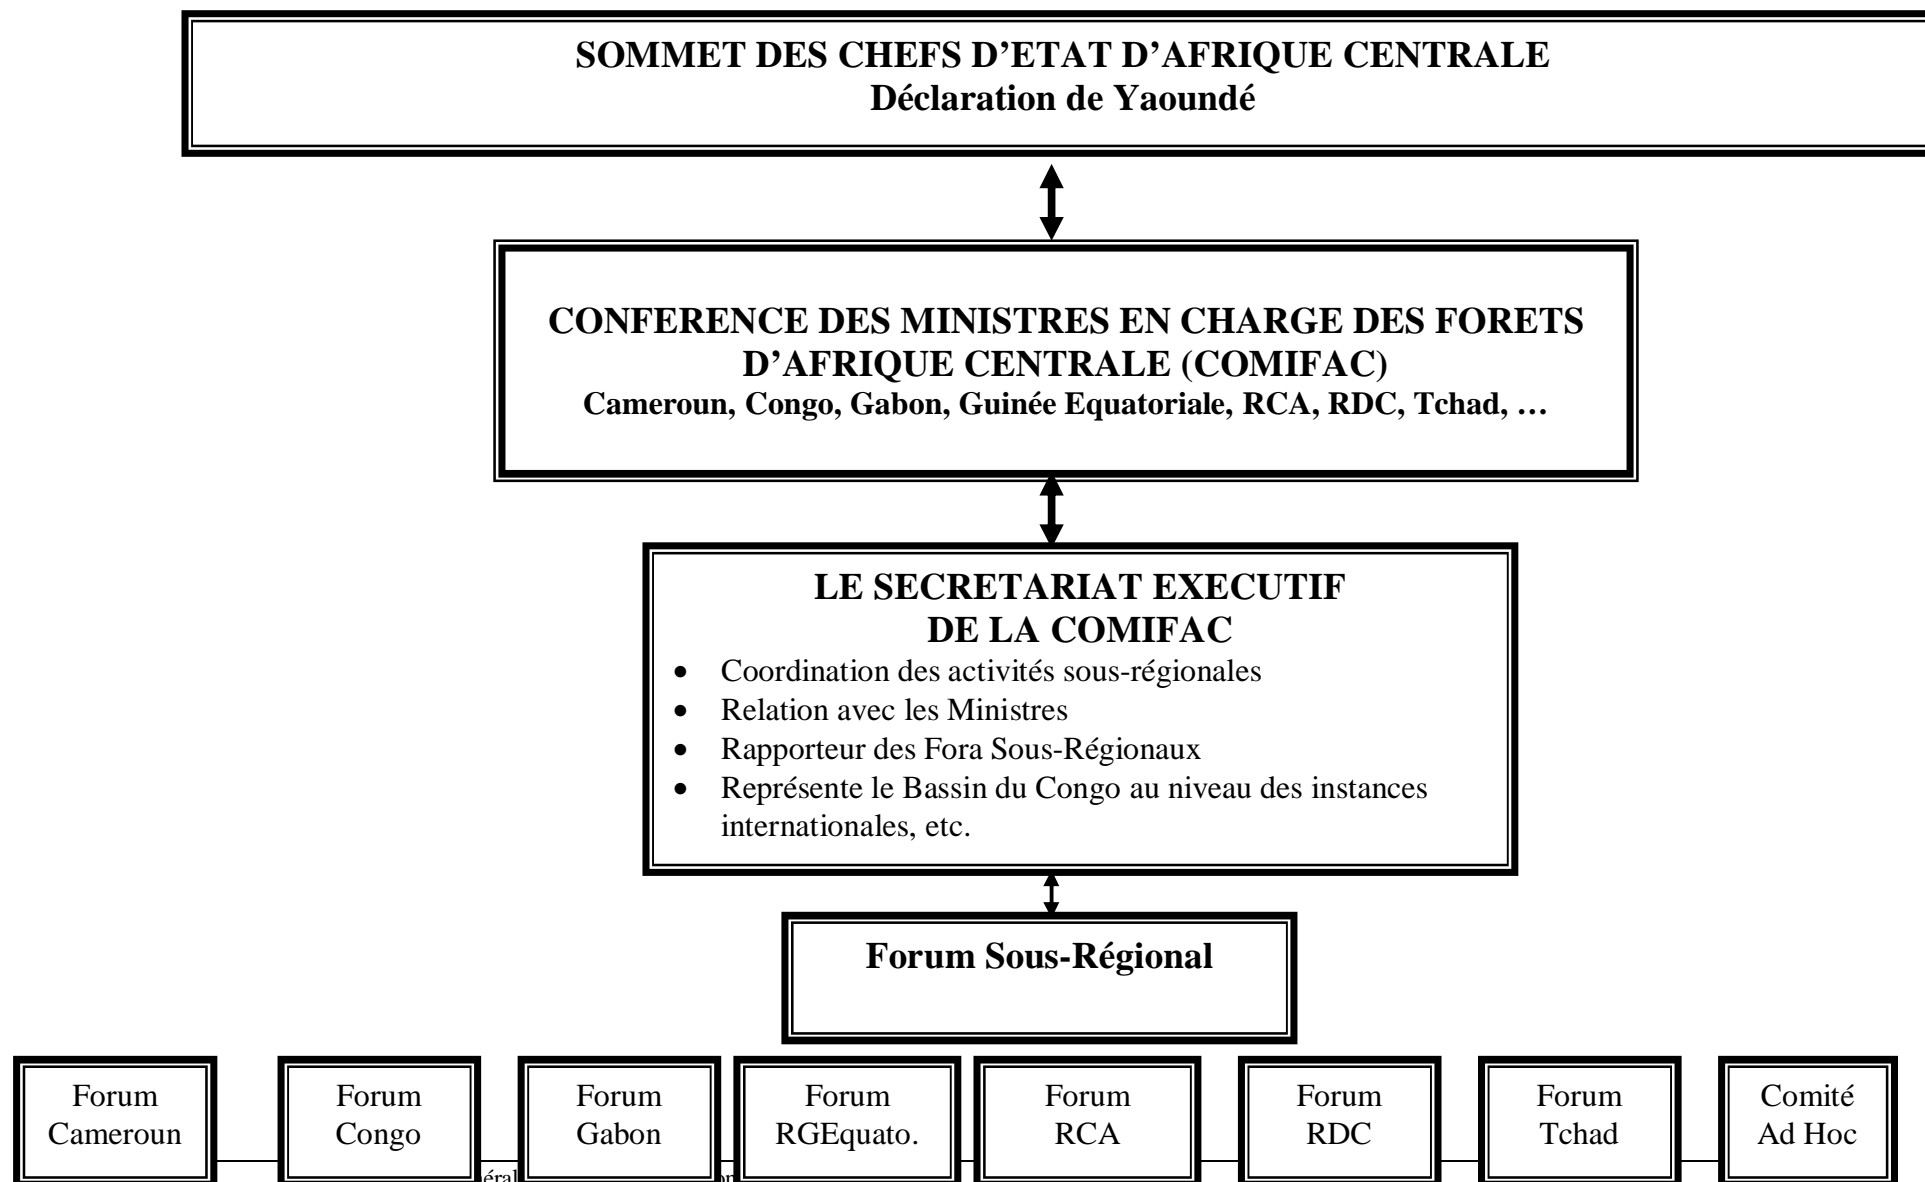 SOMMET DES CHEFS D’ETAT D’AFRIQUE CENTRALE
Déclaration de Yaoundé
CONFERENCE DES MINISTRES EN CHARGE DES FORETS
D’AFRIQUE CENTRALE (COMIFAC)
Cameroun, Congo, Gabon, Guinée Equatoriale, RCA, RDC, Tchad, …
LE SECRETARIAT EXECUTIF
DE LA COMIFAC
• Coordination des activités sous-régionales
• Relation avec les Ministres
• Rapporteur des Fora Sous-Régionaux
• Représente le Bassin du Congo au niveau des instances
internationales, etc.
Forum Sous-Régional
Forum
Cameroun
Forum
Congo
Forum
Gabon
Forum
RGEquato.
Forum
RCA
Forum
RDC
Forum
Tchad
Comité
Ad Hoc